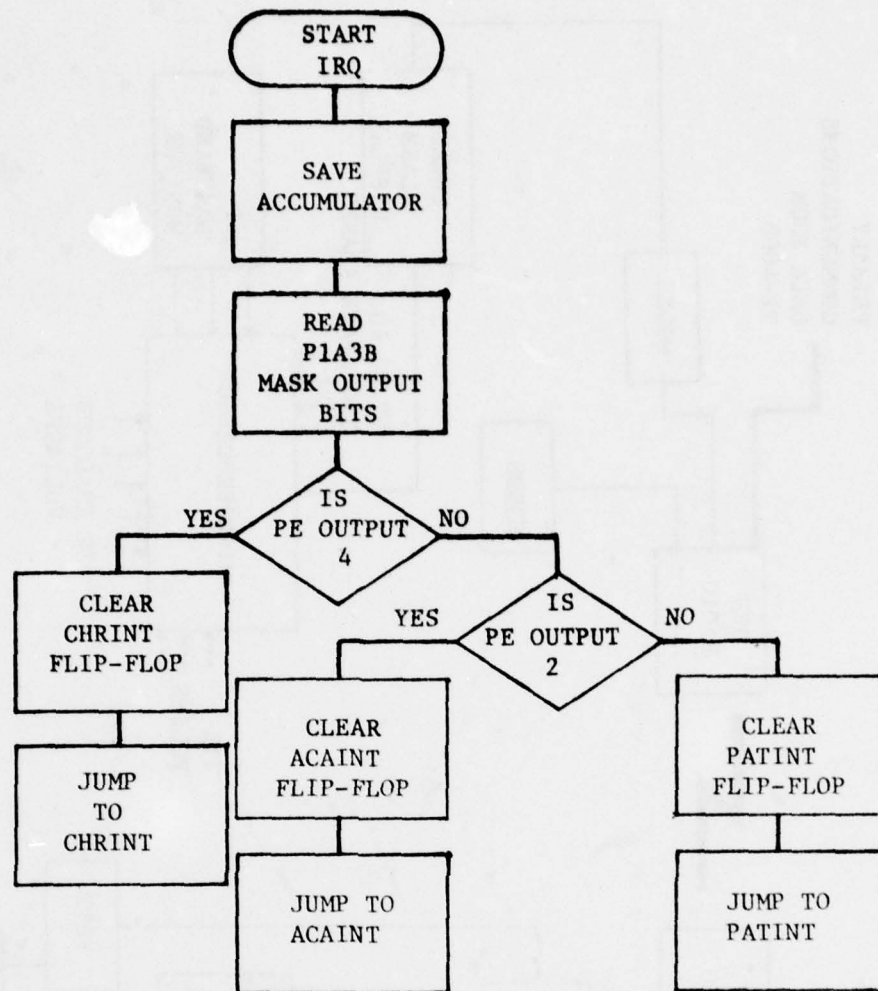 START
IRQ
SAVE
ACCUMULATOR
READ
P1A3B
MASK OUTPUT
BITS
IS
PE OUTPUT
4
YES
NO
CLEAR
CHRINT
FLIP-FLOP
JUMP
TO
CHRINT
IS
PE OUTPUT
2
YES
NO
CLEAR
ACAINT
FLIP-FLOP
JUMP TO
ACAINT
CLEAR
PATINT
FLIP-FLOP
JUMP TO
PATINT